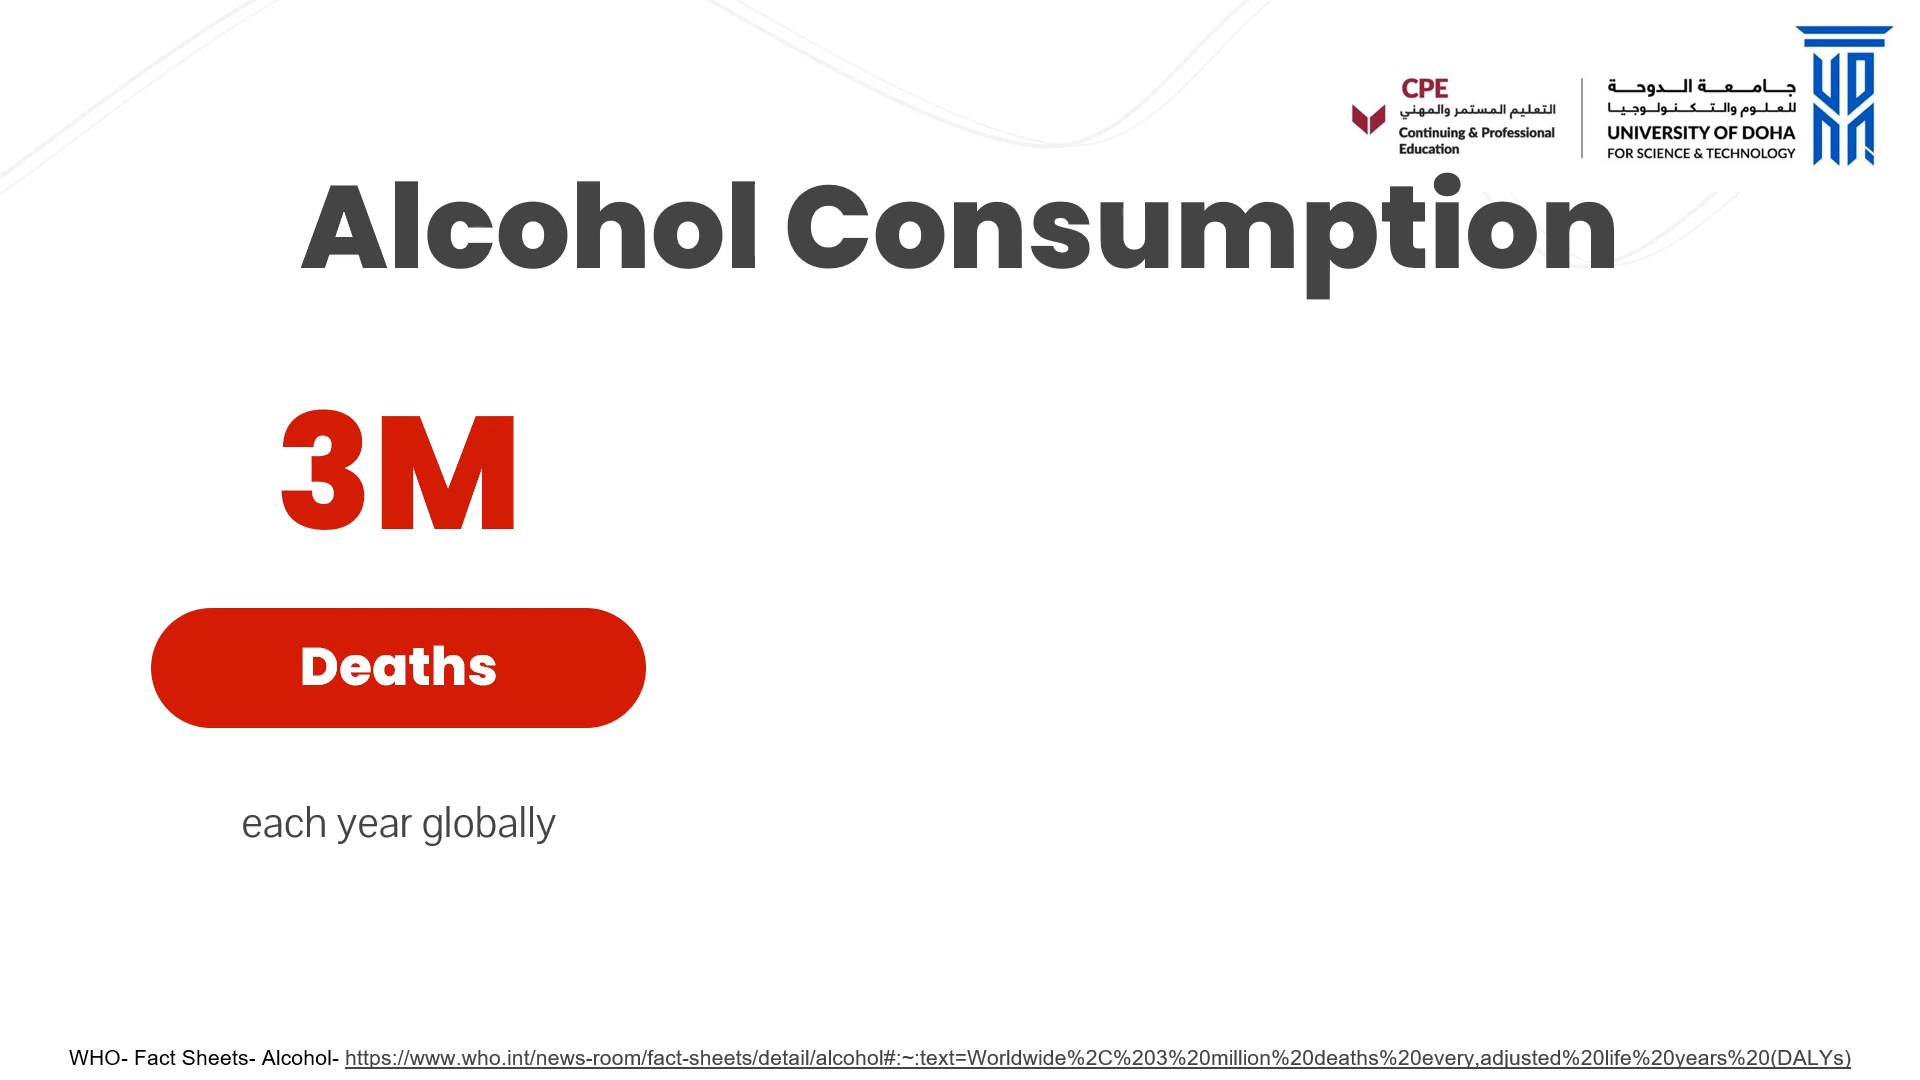 CPE
التعليم المستمر والمهني
Continuing & Professional
Education
جامعة الدوحة
للعلوم والتكنولوجيا
UNIVERSITY OF DOHA
FOR SCIENCE & TECHNOLOGY
Alcohol Consumption
3M
Deaths
each year globally
WHO- Fact Sheets- Alcohol- https://www.who.int/news-room/fact-sheets/detail/alcohol#:~:text=Worldwide%2C%203%20million%20deaths%20every,adjusted%20life%20years%20(DALYs)